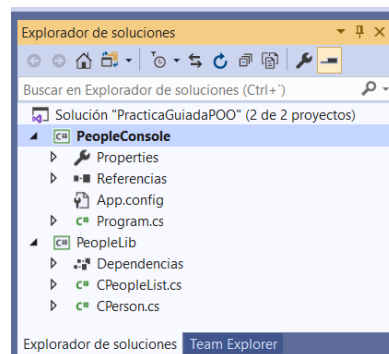 Explorador de soluciones
Buscar en Explorador de soluciones (Ctrl+`)
Solución "PracticaGuiadaPOO" (2 de 2 proyectos)
C# PeopleConsole
Properties
Referencias
App.config
C# Program.cs
C# PeopleLib
Dependencias
C# CPeopleList.cs
C# CPerson.cs
Explorador de soluciones Team Explorer